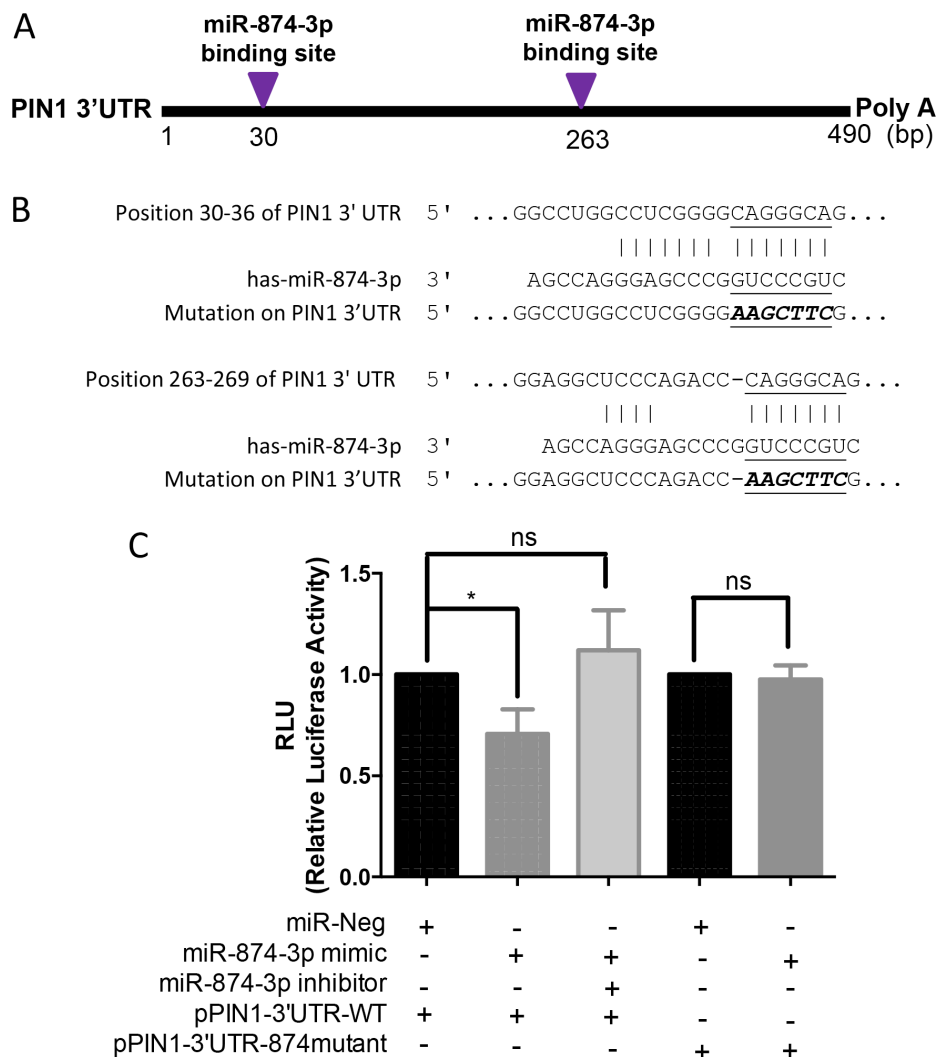 A
miR-874-3p binding site
miR-874-3p binding site
PIN1 3'UTR
Poly A
1 30 263 490 (bp)
B
Position 30-36 of PIN1 3' UTR 5' ...GGCCUGGCCUCGGGGCAGGGCAG...
has-miR-874-3p 3' AGCCAGGGAGCCCGGUCCCGUC
Mutation on PIN1 3'UTR 5' ...GGCCUGGCCUCGGGGAAGCTTCG...
Position 263-269 of PIN1 3' UTR 5' ...GGAGGCUCCCAGACC-CAGGGCAG...
has-miR-874-3p 3' AGCCAGGGAGCCCGGUCCCGUC
Mutation on PIN1 3'UTR 5' ...GGAGGCUCCCAGACC-AAGCTTCG...
C
RLU
(Relative Luciferase Activity)
1.5
1.0
0.5
0.0
ns
*
ns
miR-Neg + - - + -
miR-874-3p mimic - + + - +
miR-874-3p inhibitor - - + - -
pPIN1-3'UTR-WT + + + - -
pPIN1-3'UTR-874mutant - - - + +